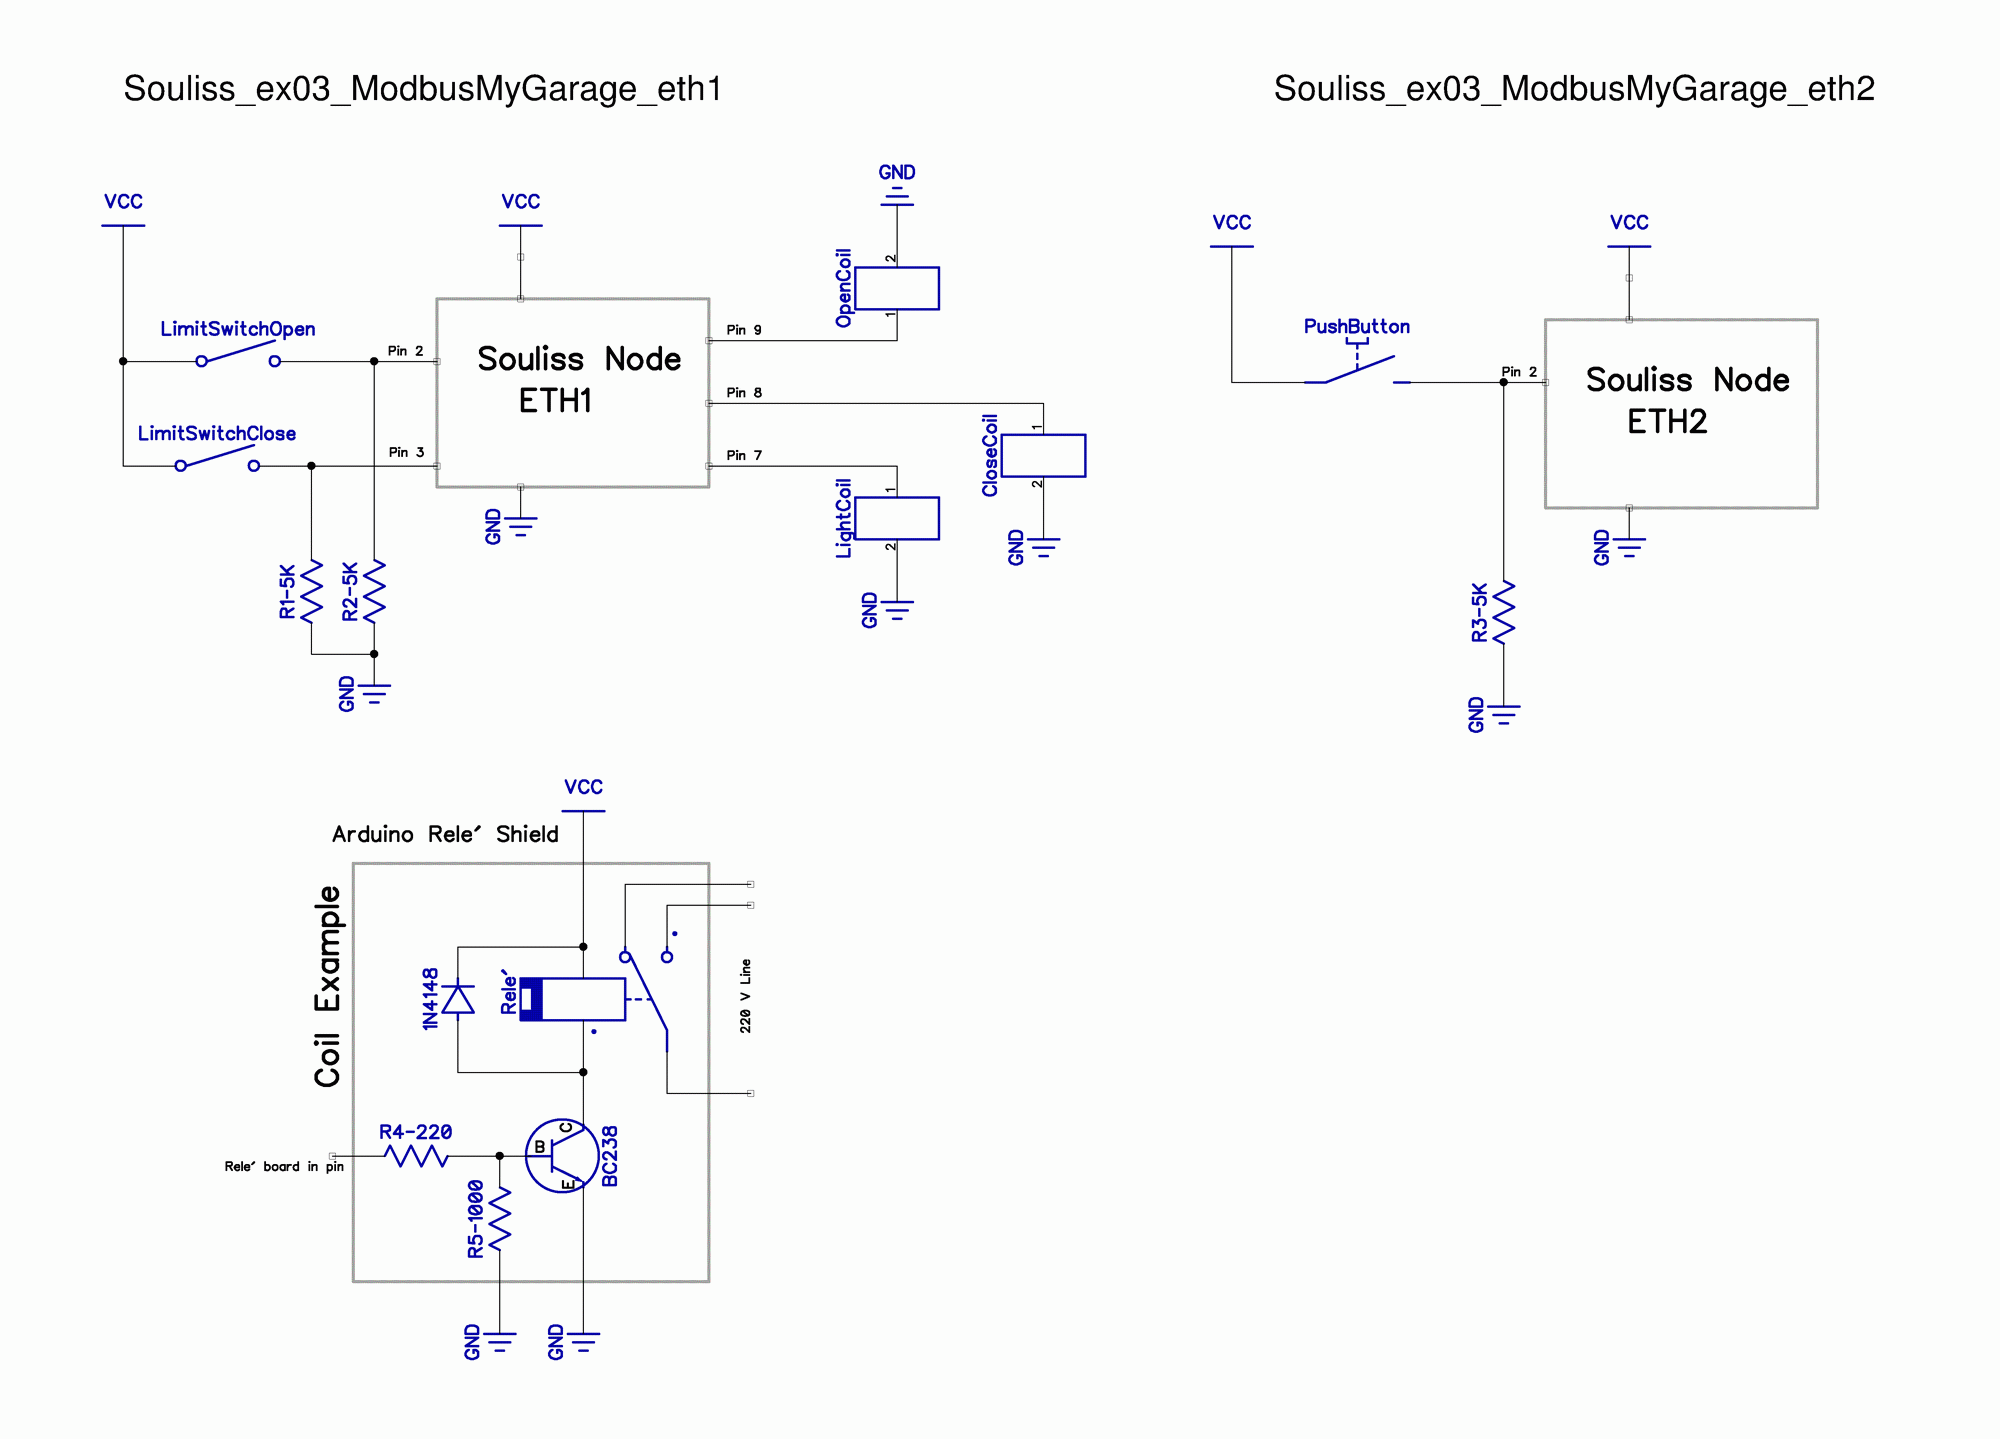 Souliss_ex03_ModbusMyGarage_eth1
Souliss_ex03_ModbusMyGarage_eth2
VCC
VCC
GND
OpenCoil
2
1
LimitSwitchOpen
Pin 2
LimitSwitchClose
Pin 3
Souliss Node
ETH1
Pin 9
Pin 8
Pin 7
CloseCoil
1
2
GND
LightCoil
1
2
GND
GND
R1-5K
R2-5K
GND
VCC
VCC
PushButton
Pin 2
Souliss Node
ETH2
GND
R3-5K
GND
VCC
Arduino Rele' Shield
Coil Example
1N4148
Rele'
220 V Line
R4-220
Rele' board in pin
B
C
E
BC238
R5-1000
GND
GND